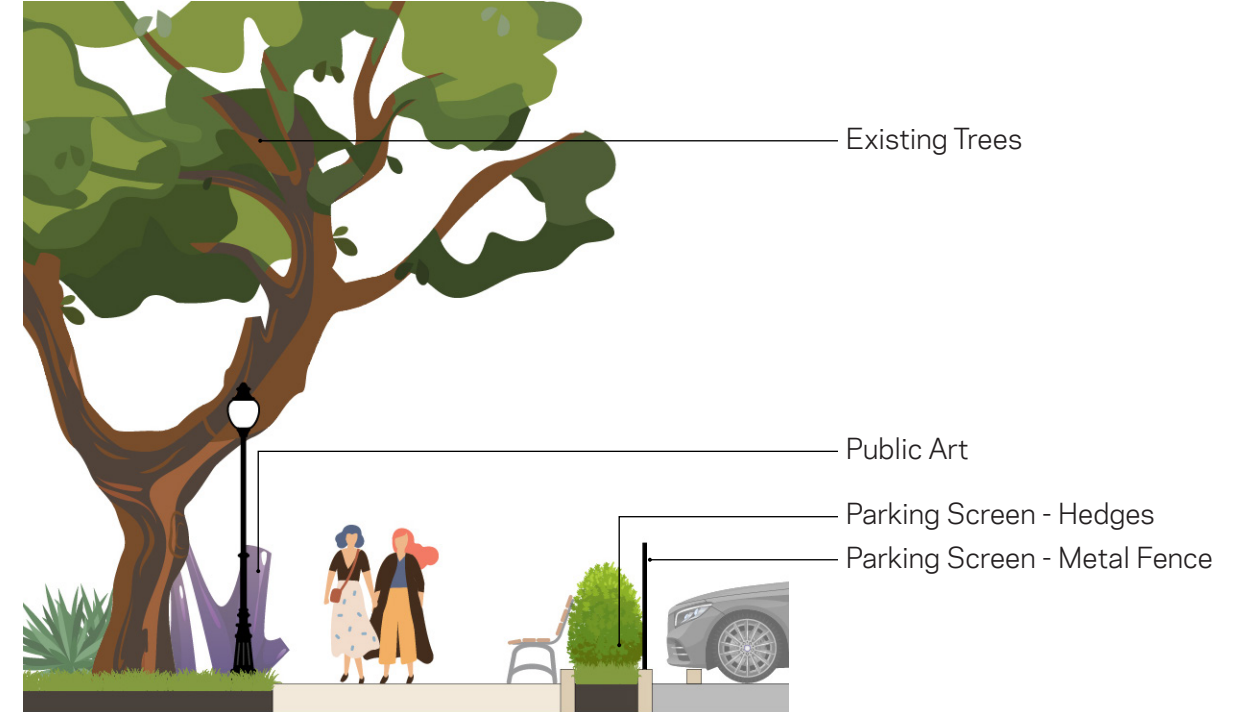 Existing Trees
Public Art
Parking Screen - Hedges
Parking Screen - Metal Fence